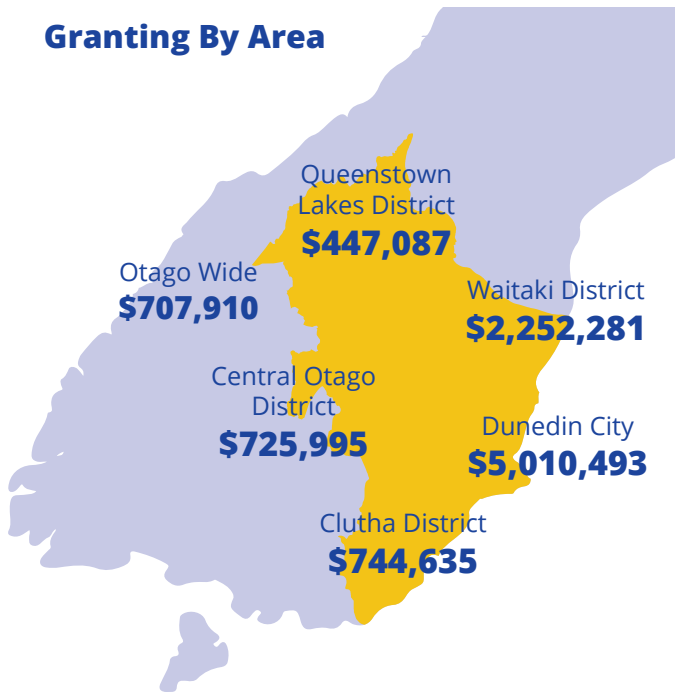 Granting By Area
Queenstown
Lakes District
$447,087
Otago Wide
$707,910
Waitaki District
$2,252,281
Central Otago
District
$725,995
Dunedin City
$5,010,493
Clutha District
$744,635